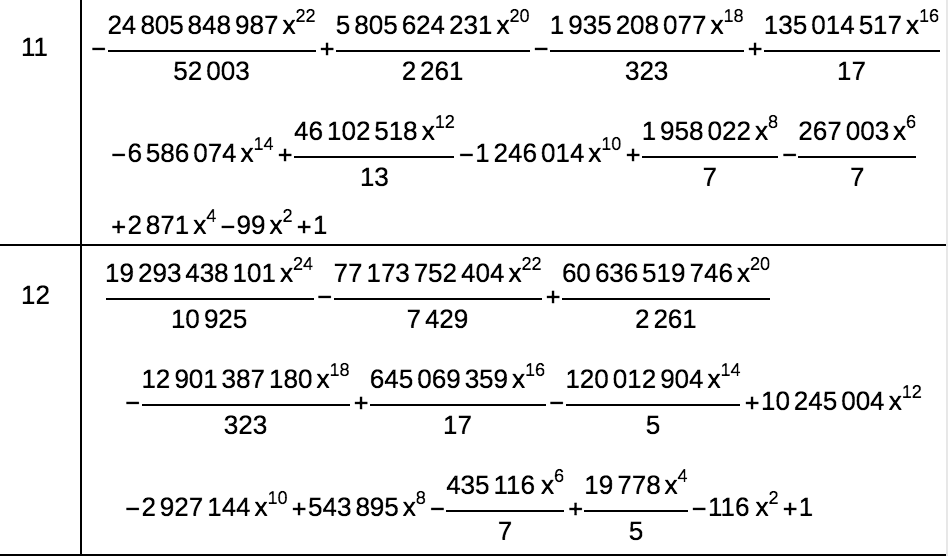 11 −24 805 848 987 x^22/52 003 + 5 805 624 231 x^20/2 261 − 1 935 208 077 x^18/323 + 135 014 517 x^16/17
−6 586 074 x^14 + 46 102 518 x^12/13 −1 246 014 x^10 + 1 958 022 x^8/7 − 267 003 x^6/7
+2 871 x^4 −99 x^2 +1
12 19 293 438 101 x^24/10 925 − 77 173 752 404 x^22/7 429 + 60 636 519 746 x^20/2 261
− 12 901 387 180 x^18/323 + 645 069 359 x^16/17 − 120 012 904 x^14/5 +10 245 004 x^12
−2 927 144 x^10 +543 895 x^8 − 435 116 x^6/7 + 19 778 x^4/5 −116 x^2 +1